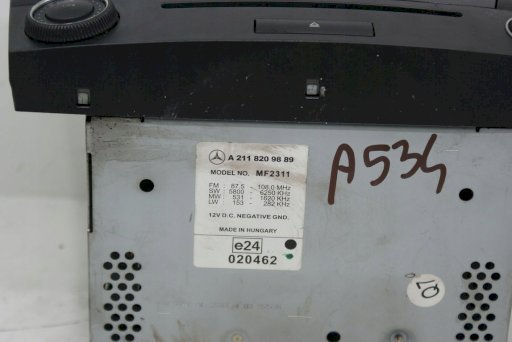 A 211 820 98 89
MODEL NO. MF2311
FM : 87.5 - 108.0 MHz
SW : 5800 - 6250 KHz
MW : 531 - 1620 KHz
LW : 153 - 282 KHz
12V D.C. NEGATIVE GND.
MADE IN HUNGARY
e24
020462
A534